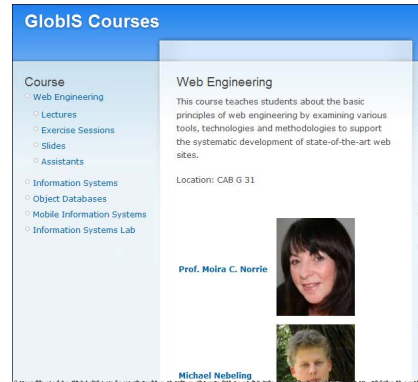 GlobIS Courses
Course
Web Engineering
Lectures
Exercise Sessions
Slides
Assistants
Information Systems
Object Databases
Mobile Information Systems
Information Systems Lab
Web Engineering
This course teaches students about the basic
principles of web engineering by examining various
tools, technologies and methodologies to support
the systematic development of state-of-the-art web
sites.
Location: CAB G 31
Prof. Moira C. Norrie
Michael Nebeling